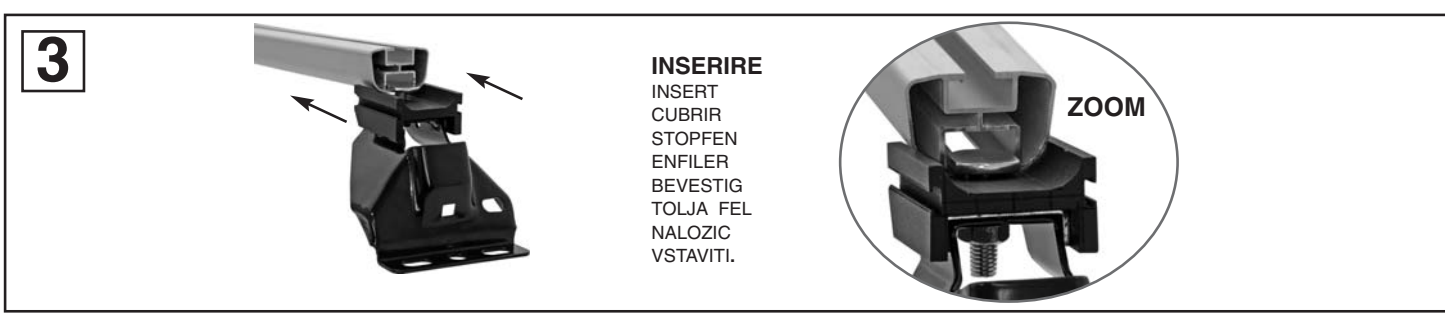 3
INSERIRE
INSERT
CUBRIR
STOPFEN
ENFILER
BEVESTIG
TOLJA FEL
NALOZIC
VSTAVITI.
ZOOM